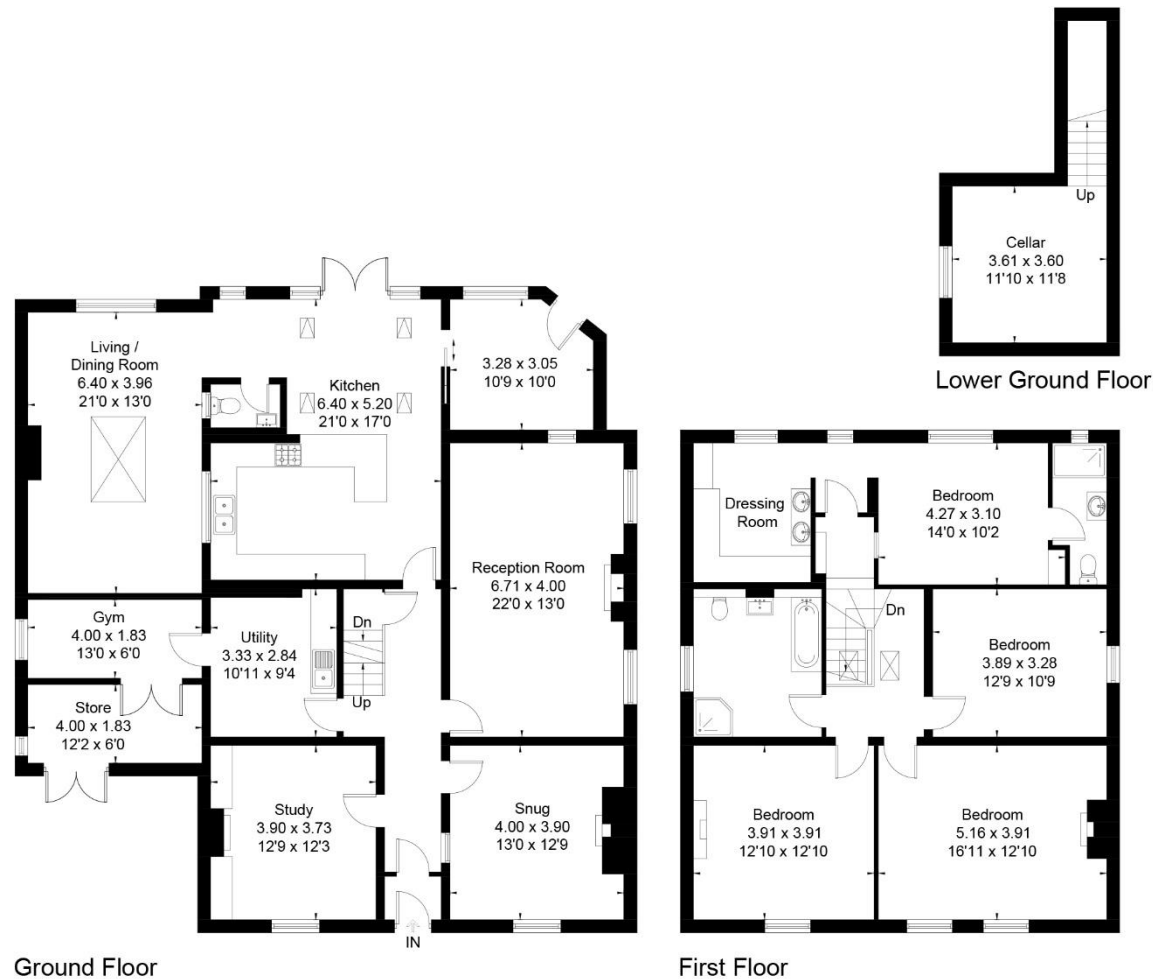 Up
Cellar
3.61 x 3.60
11'10 x 11'8
Lower Ground Floor
Living /
Dining Room
6.40 x 3.96
21'0 x 13'0
Kitchen
6.40 x 5.20
21'0 x 17'0
3.28 x 3.05
10'9 x 10'0
Reception Room
6.71 x 4.00
22'0 x 13'0
Gym
4.00 x 1.83
13'0 x 6'0
Utility
3.33 x 2.84
10'11 x 9'4
Dn
Up
Store
4.00 x 1.83
12'2 x 6'0
Study
3.90 x 3.73
12'9 x 12'3
Snug
4.00 x 3.90
13'0 x 12'9
IN
Ground Floor
Dressing
Room
Bedroom
4.27 x 3.10
14'0 x 10'2
Dn
Bedroom
3.89 x 3.28
12'9 x 10'9
Bedroom
3.91 x 3.91
12'10 x 12'10
Bedroom
5.16 x 3.91
16'11 x 12'10
First Floor